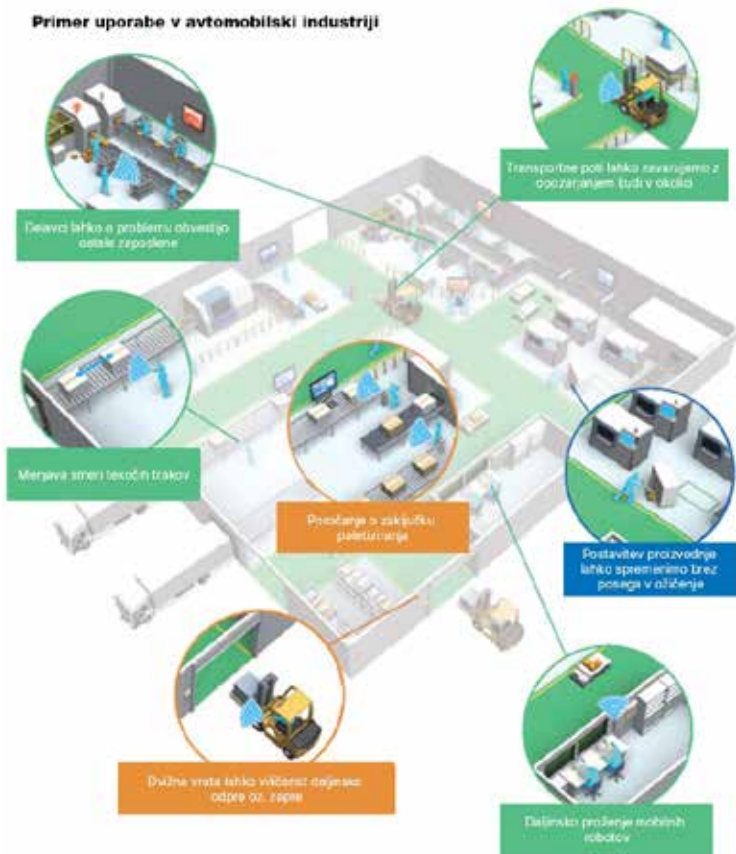 Primer uporabe v avtomobilski industriji
Transportne poti lahko zavarujemo z
opozarjanjem ljudi v okolici
Delavci lahko o problemu obvestijo
ostale zaposlene
Menjava smeri tekočih trakov
Poročanje o zaključku
paletiziranja
Postavitev proizvodnje
lahko spremenimo brez
posega v ožičenje
Dvižna vrata lahko viličarist daljinsko
odpre oz. zapre
Daljinsko proženje mobilnih
robotov